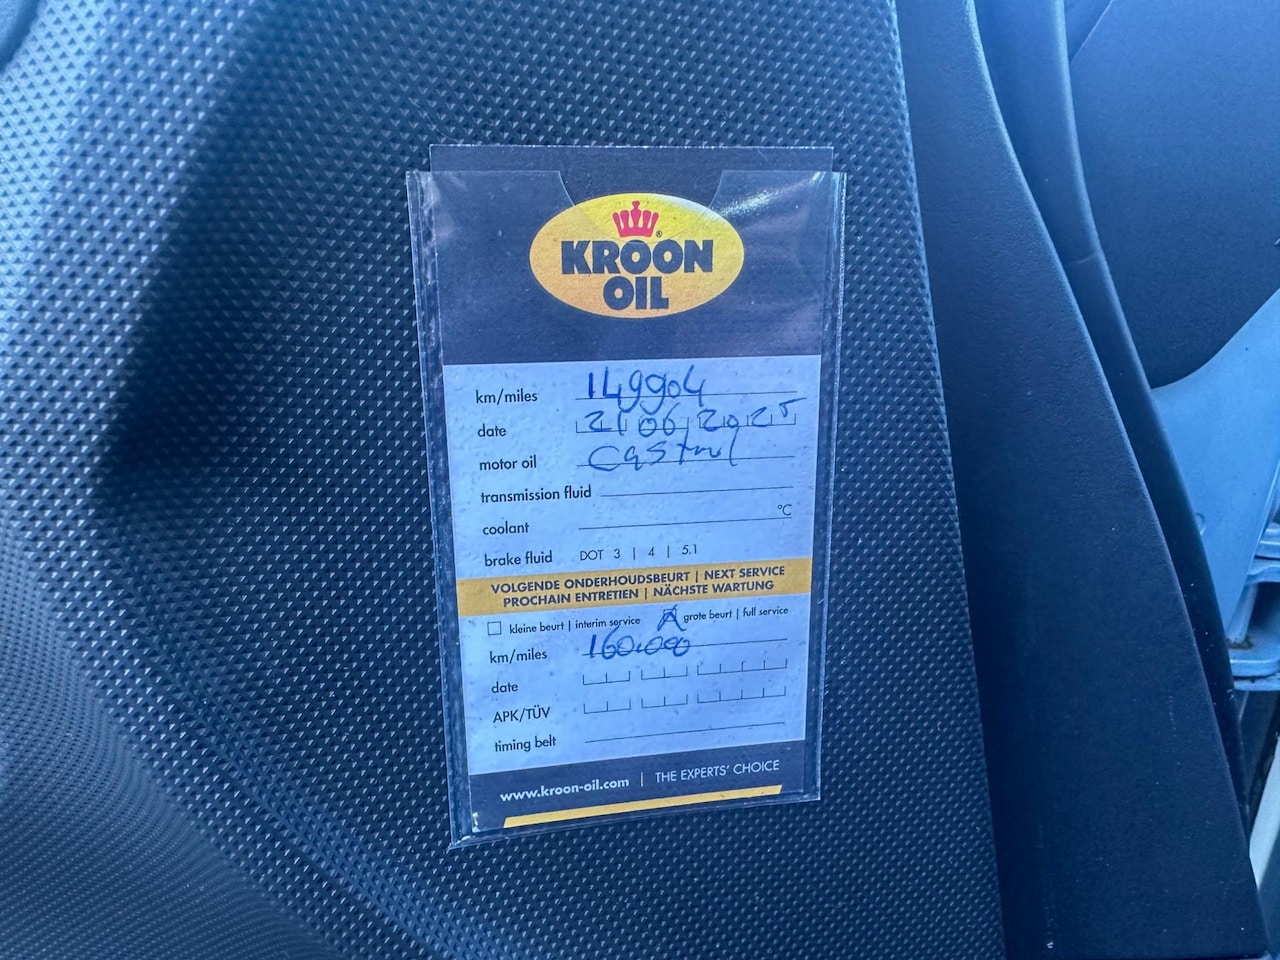 KROON
OIL
®
km/miles 149904
date 21 06 2025
motor oil Castrol
transmission fluid
coolant °C
brake fluid DOT 3 | 4 | 5.1
VOLGENDE ONDERHOUDSBEURT | NEXT SERVICE
PROCHAIN ENTRETIEN | NÄCHSTE WARTUNG
kleine beurt | interim service grote beurt | full service
km/miles 160.000
date
APK/TÜV
timing belt
www.kroon-oil.com | THE EXPERTS' CHOICE